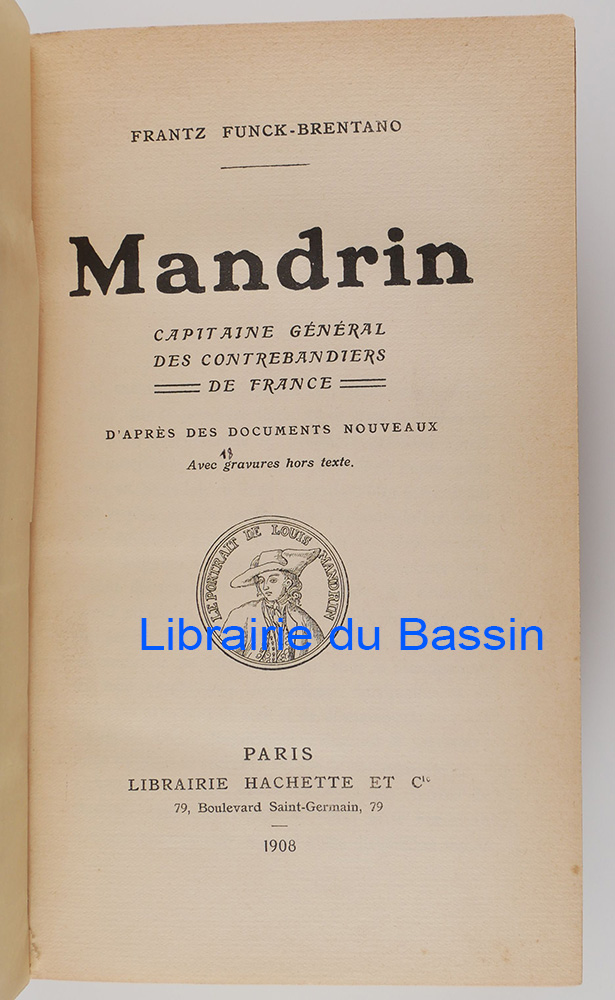 FRANTZ FUNCK-BRENTANO
Mandrin
CAPITAINE GÉNÉRAL
DES CONTREBANDIERS
DE FRANCE
D'APRÈS DES DOCUMENTS NOUVEAUX
18
Avec gravures hors texte.
LE PORTRAIT DE LOUIS MANDRIN
Librairie du Bassin
PARIS
LIBRAIRIE HACHETTE ET Cie
79, Boulevard Saint-Germain, 79
1908